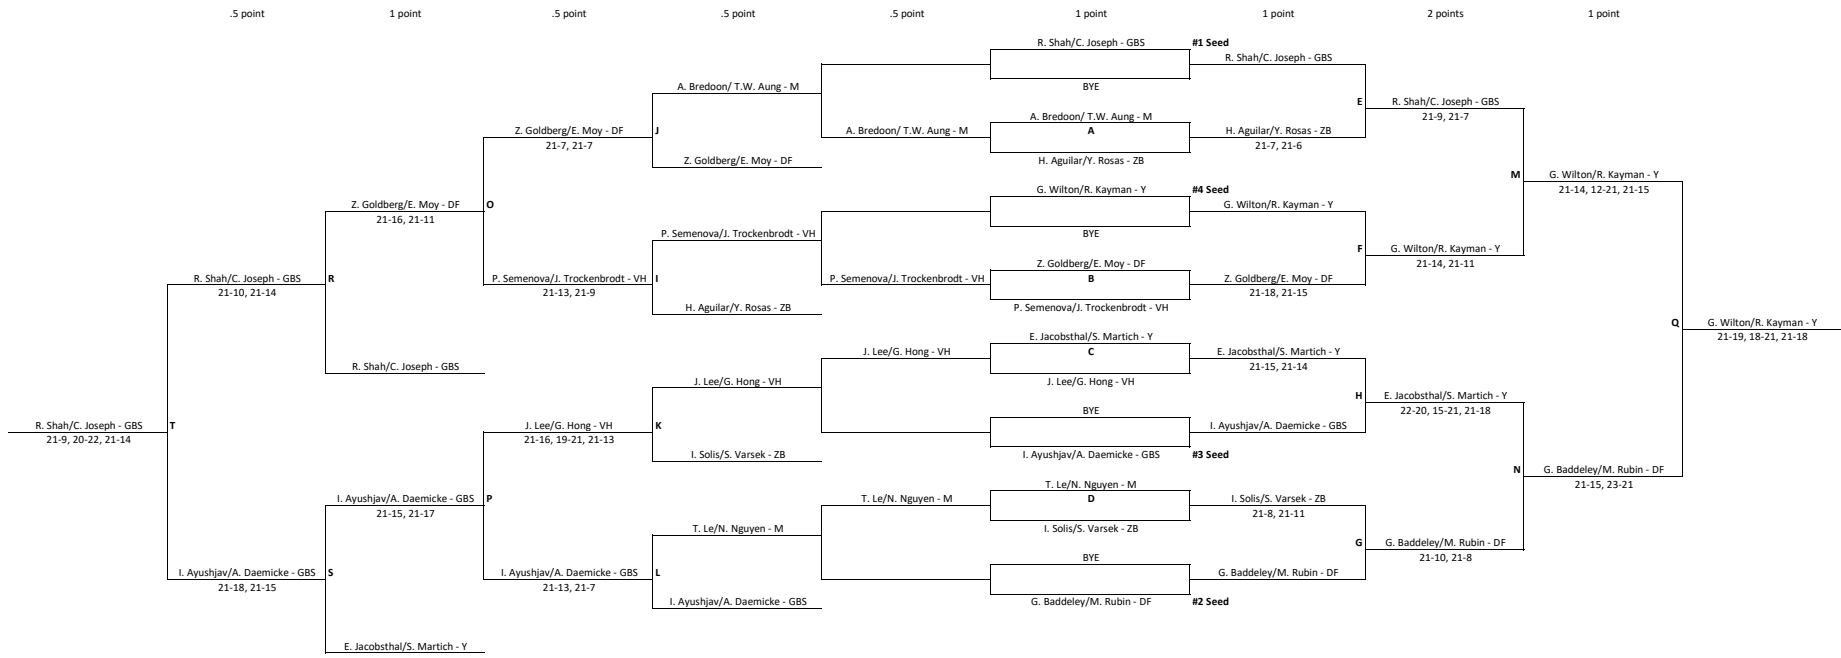 .5 point
1 point
.5 point
.5 point
.5 point
1 point
1 point
2 points
1 point
R. Shah/C. Joseph - GBS
#1 Seed
R. Shah/C. Joseph - GBS
A. Bredoon/ T.W. Aung - M
BYE
E
R. Shah/C. Joseph - GBS
21-9, 21-7
A. Bredoon/ T.W. Aung - M
Z. Goldberg/E. Moy - DF
J
A. Bredoon/ T.W. Aung - M
A
H. Aguilar/Y. Rosas - ZB
21-7, 21-7
21-7, 21-6
Z. Goldberg/E. Moy - DF
H. Aguilar/Y. Rosas - ZB
M
G. Wilton/R. Kayman - Y
21-14, 12-21, 21-15
G. Wilton/R. Kayman - Y
#4 Seed
Z. Goldberg/E. Moy - DF
O
G. Wilton/R. Kayman - Y
21-16, 21-11
P. Semenova/J. Trockenbrodt - VH
BYE
F
G. Wilton/R. Kayman - Y
21-14, 21-11
Z. Goldberg/E. Moy - DF
R. Shah/C. Joseph - GBS
R
P. Semenova/J. Trockenbrodt - VH
I
P. Semenova/J. Trockenbrodt - VH
B
Z. Goldberg/E. Moy - DF
21-10, 21-14
21-13, 21-9
21-18, 21-15
H. Aguilar/Y. Rosas - ZB
P. Semenova/J. Trockenbrodt - VH
Q
G. Wilton/R. Kayman - Y
21-19, 18-21, 21-18
E. Jacobsthal/S. Martich - Y
J. Lee/G. Hong - VH
C
E. Jacobsthal/S. Martich - Y
R. Shah/C. Joseph - GBS
21-15, 21-14
J. Lee/G. Hong - VH
J. Lee/G. Hong - VH
H
E. Jacobsthal/S. Martich - Y
22-20, 15-21, 21-18
BYE
R. Shah/C. Joseph - GBS
T
J. Lee/G. Hong - VH
K
I. Ayushjav/A. Daemicke - GBS
21-9, 20-22, 21-14
21-16, 19-21, 21-13
I. Solis/S. Varsek - ZB
I. Ayushjav/A. Daemicke - GBS
#3 Seed
N
G. Baddeley/M. Rubin - DF
21-15, 23-21
T. Le/N. Nguyen - M
I. Ayushjav/A. Daemicke - GBS
P
T. Le/N. Nguyen - M
D
I. Solis/S. Varsek - ZB
21-15, 21-17
21-8, 21-11
T. Le/N. Nguyen - M
I. Solis/S. Varsek - ZB
G
G. Baddeley/M. Rubin - DF
21-10, 21-8
BYE
I. Ayushjav/A. Daemicke - GBS
S
I. Ayushjav/A. Daemicke - GBS
L
G. Baddeley/M. Rubin - DF
21-18, 21-15
21-13, 21-7
I. Ayushjav/A. Daemicke - GBS
G. Baddeley/M. Rubin - DF
#2 Seed
E. Jacobsthal/S. Martich - Y